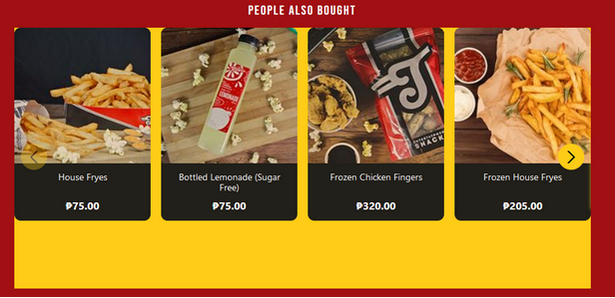 PEOPLE ALSO BOUGHT
House Fryes
₱75.00
Bottled Lemonade (Sugar
Free)
₱75.00
Frozen Chicken Fingers
₱320.00
Frozen House Fryes
₱205.00